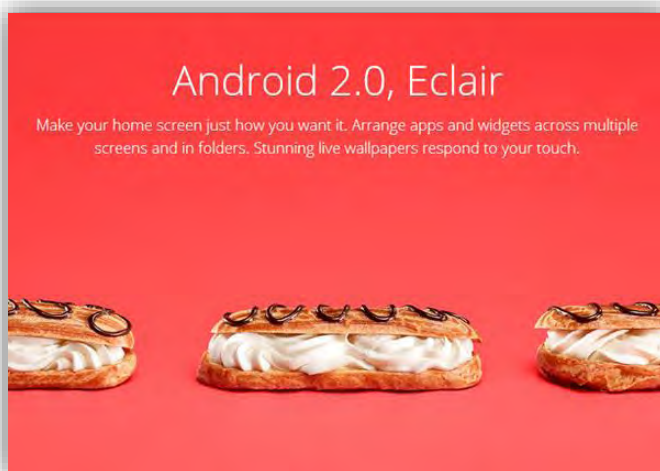 Android 2.0, Eclair
Make your home screen just how you want it. Arrange apps and widgets across multiple
screens and in folders. Stunning live wallpapers respond to your touch.